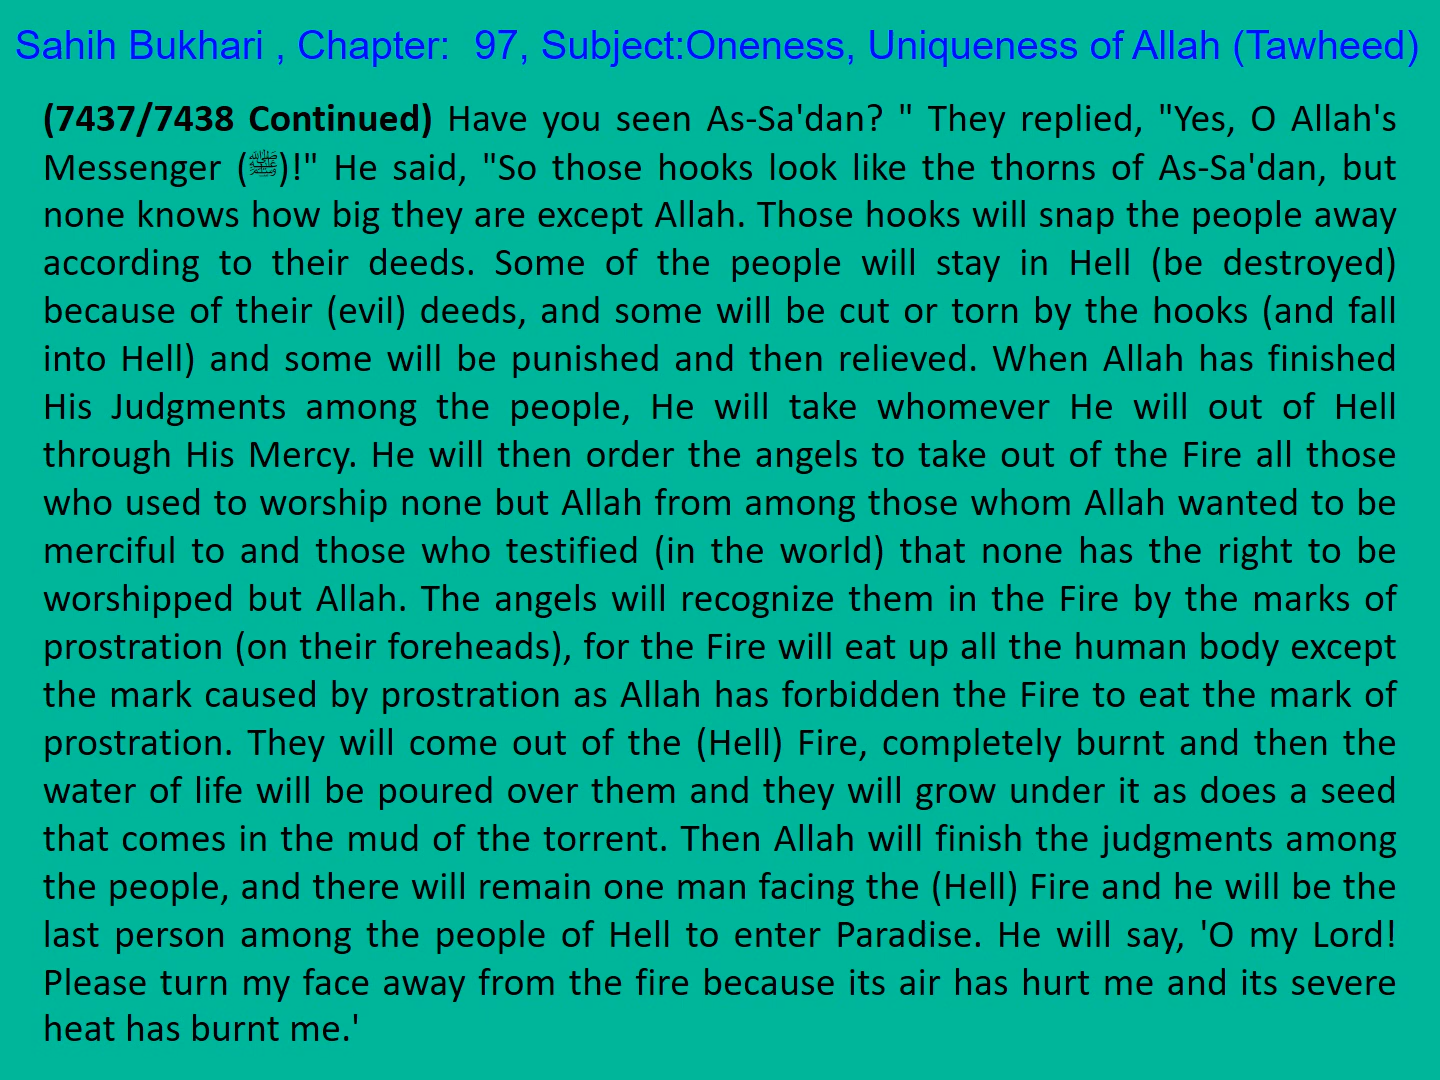 Sahih Bukhari , Chapter:  97, Subject:Oneness, Uniqueness of Allah (Tawheed)
(7437/7438 Continued) Have you seen As-Sa'dan? " They replied, "Yes, O Allah's
Messenger (ﷺ)!" He said, "So those hooks look like the thorns of As-Sa'dan, but
none knows how big they are except Allah. Those hooks will snap the people away
according to their deeds. Some of the people will stay in Hell (be destroyed)
because of their (evil) deeds, and some will be cut or torn by the hooks (and fall
into Hell) and some will be punished and then relieved. When Allah has finished
His Judgments among the people, He will take whomever He will out of Hell
through His Mercy. He will then order the angels to take out of the Fire all those
who used to worship none but Allah from among those whom Allah wanted to be
merciful to and those who testified (in the world) that none has the right to be
worshipped but Allah. The angels will recognize them in the Fire by the marks of
prostration (on their foreheads), for the Fire will eat up all the human body except
the mark caused by prostration as Allah has forbidden the Fire to eat the mark of
prostration. They will come out of the (Hell) Fire, completely burnt and then the
water of life will be poured over them and they will grow under it as does a seed
that comes in the mud of the torrent. Then Allah will finish the judgments among
the people, and there will remain one man facing the (Hell) Fire and he will be the
last person among the people of Hell to enter Paradise. He will say, 'O my Lord!
Please turn my face away from the fire because its air has hurt me and its severe
heat has burnt me.'